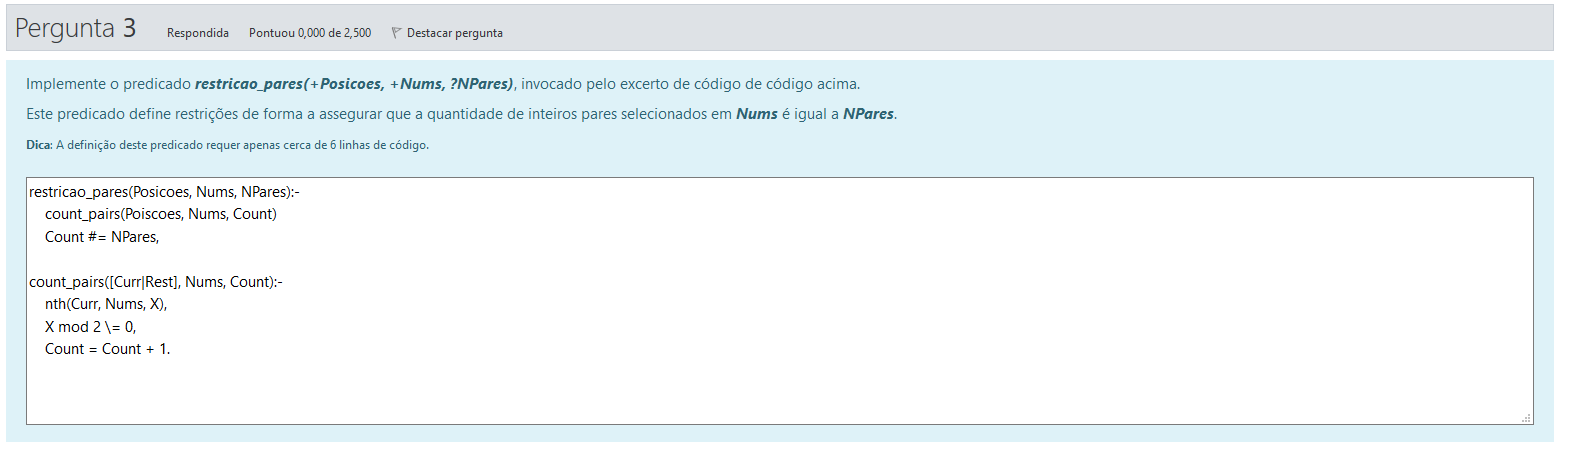 Pergunta 3 Respondida Pontuou 0,000 de 2,500 Destacar pergunta
Implemente o predicado restricao_pares(+Posicoes, +Nums, ?NPares), invocado pelo excerto de código de código acima.
Este predicado define restrições de forma a assegurar que a quantidade de inteiros pares selecionados em Nums é igual a NPares.
Dica: A definição deste predicado requer apenas cerca de 6 linhas de código.
restricao_pares(Posicoes, Nums, NPares):-
count_pairs(Poiscoes, Nums, Count)
Count #= NPares,
count_pairs([Curr|Rest], Nums, Count):-
nth(Curr, Nums, X),
X mod 2 \= 0,
Count = Count + 1.